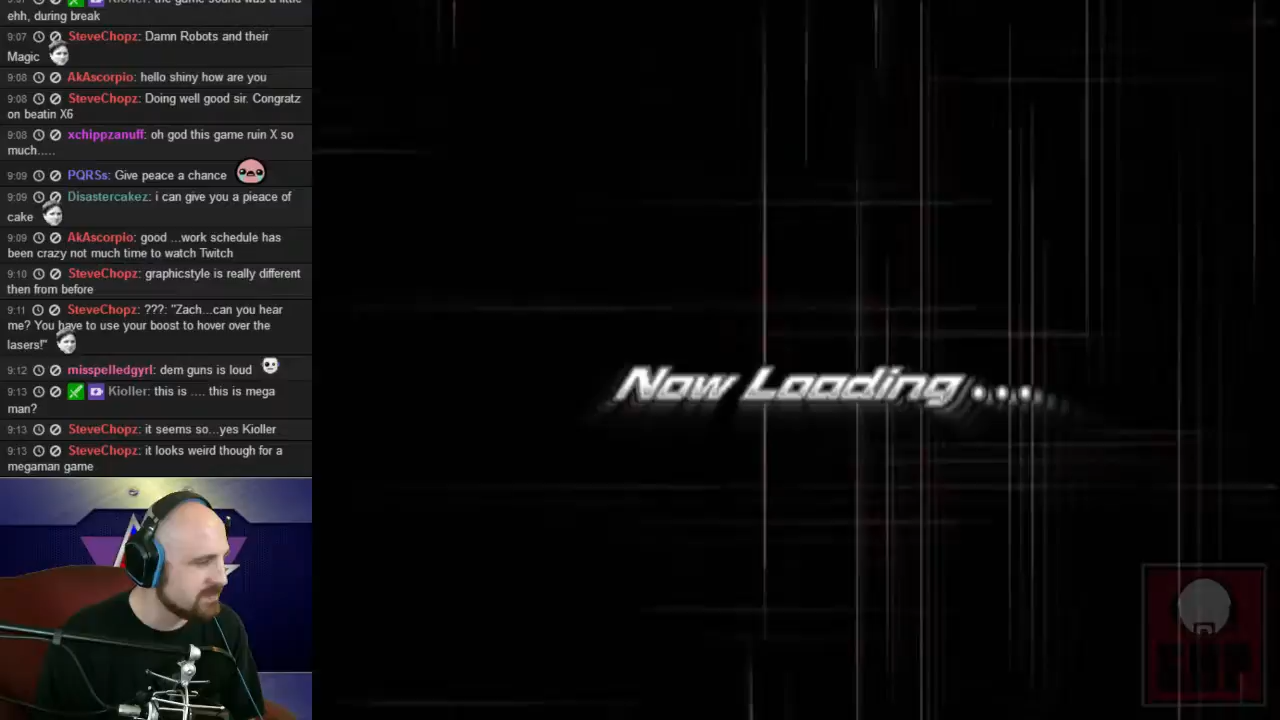 SteveChopz: Damn Robots and their
9:07
Magic
9:08 AkAscorpio: hello shiny how are you
9:08 SteveChopz: Doing well good sir. Congratz
on beatin X6
9:08 xchippzanuff: oh god this game ruin X so
much.....
9:09 PQRSs: Give peace a chance
9:09 Disastercakez: i can give you a pieace of
cake
9:09 AkAscorpio: good ...work schedule has
been crazy not much time to watch Twitch
9:10 SteveChopz: graphicstyle is really different
then from before
9:11 SteveChopz: ???: "Zach...can you hear
me? You have to use your boost to hover over the
lasers!"
9:12 misspelledgyrl: dem guns is loud
9:13 Kioller: this is .... this is mega
man?
9:13 SteveChopz: it seems so...yes Kioller
9:13 SteveChopz: it looks weird though for a
megaman game
Now Loading....